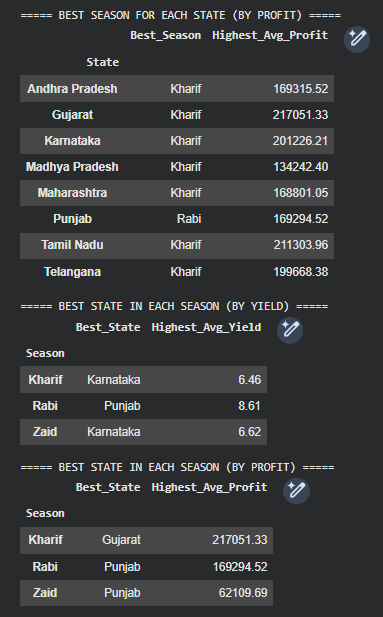 ===== BEST SEASON FOR EACH STATE (BY PROFIT) =====
Best_Season Highest_Avg_Profit
State
Andhra Pradesh Kharif 169315.52
Gujarat Kharif 217051.33
Karnataka Kharif 201226.21
Madhya Pradesh Kharif 134242.40
Maharashtra Kharif 168801.05
Punjab Rabi 169294.52
Tamil Nadu Kharif 211303.96
Telangana Kharif 199668.38
===== BEST STATE IN EACH SEASON (BY YIELD) =====
Best_State Highest_Avg_Yield
Season
Kharif Karnataka 6.46
Rabi Punjab 8.61
Zaid Karnataka 6.62
===== BEST STATE IN EACH SEASON (BY PROFIT) =====
Best_State Highest_Avg_Profit
Season
Kharif Gujarat 217051.33
Rabi Punjab 169294.52
Zaid Punjab 62109.69